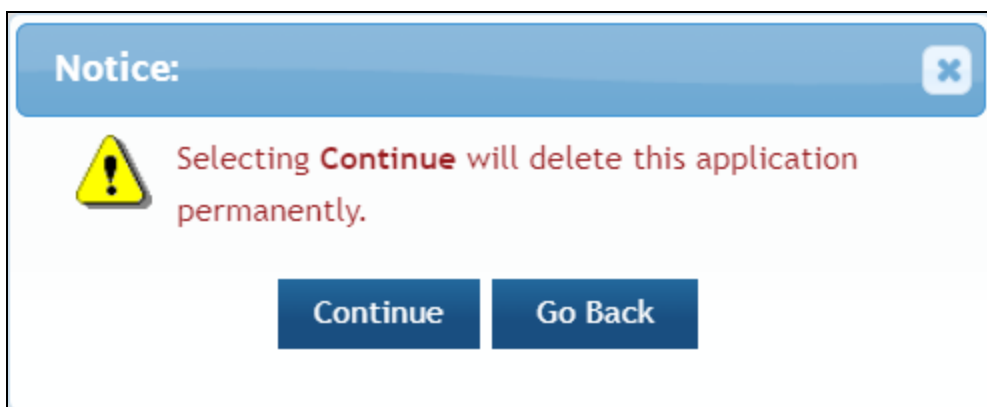 Notice:
Selecting Continue will delete this application
permanently.
Continue
Go Back